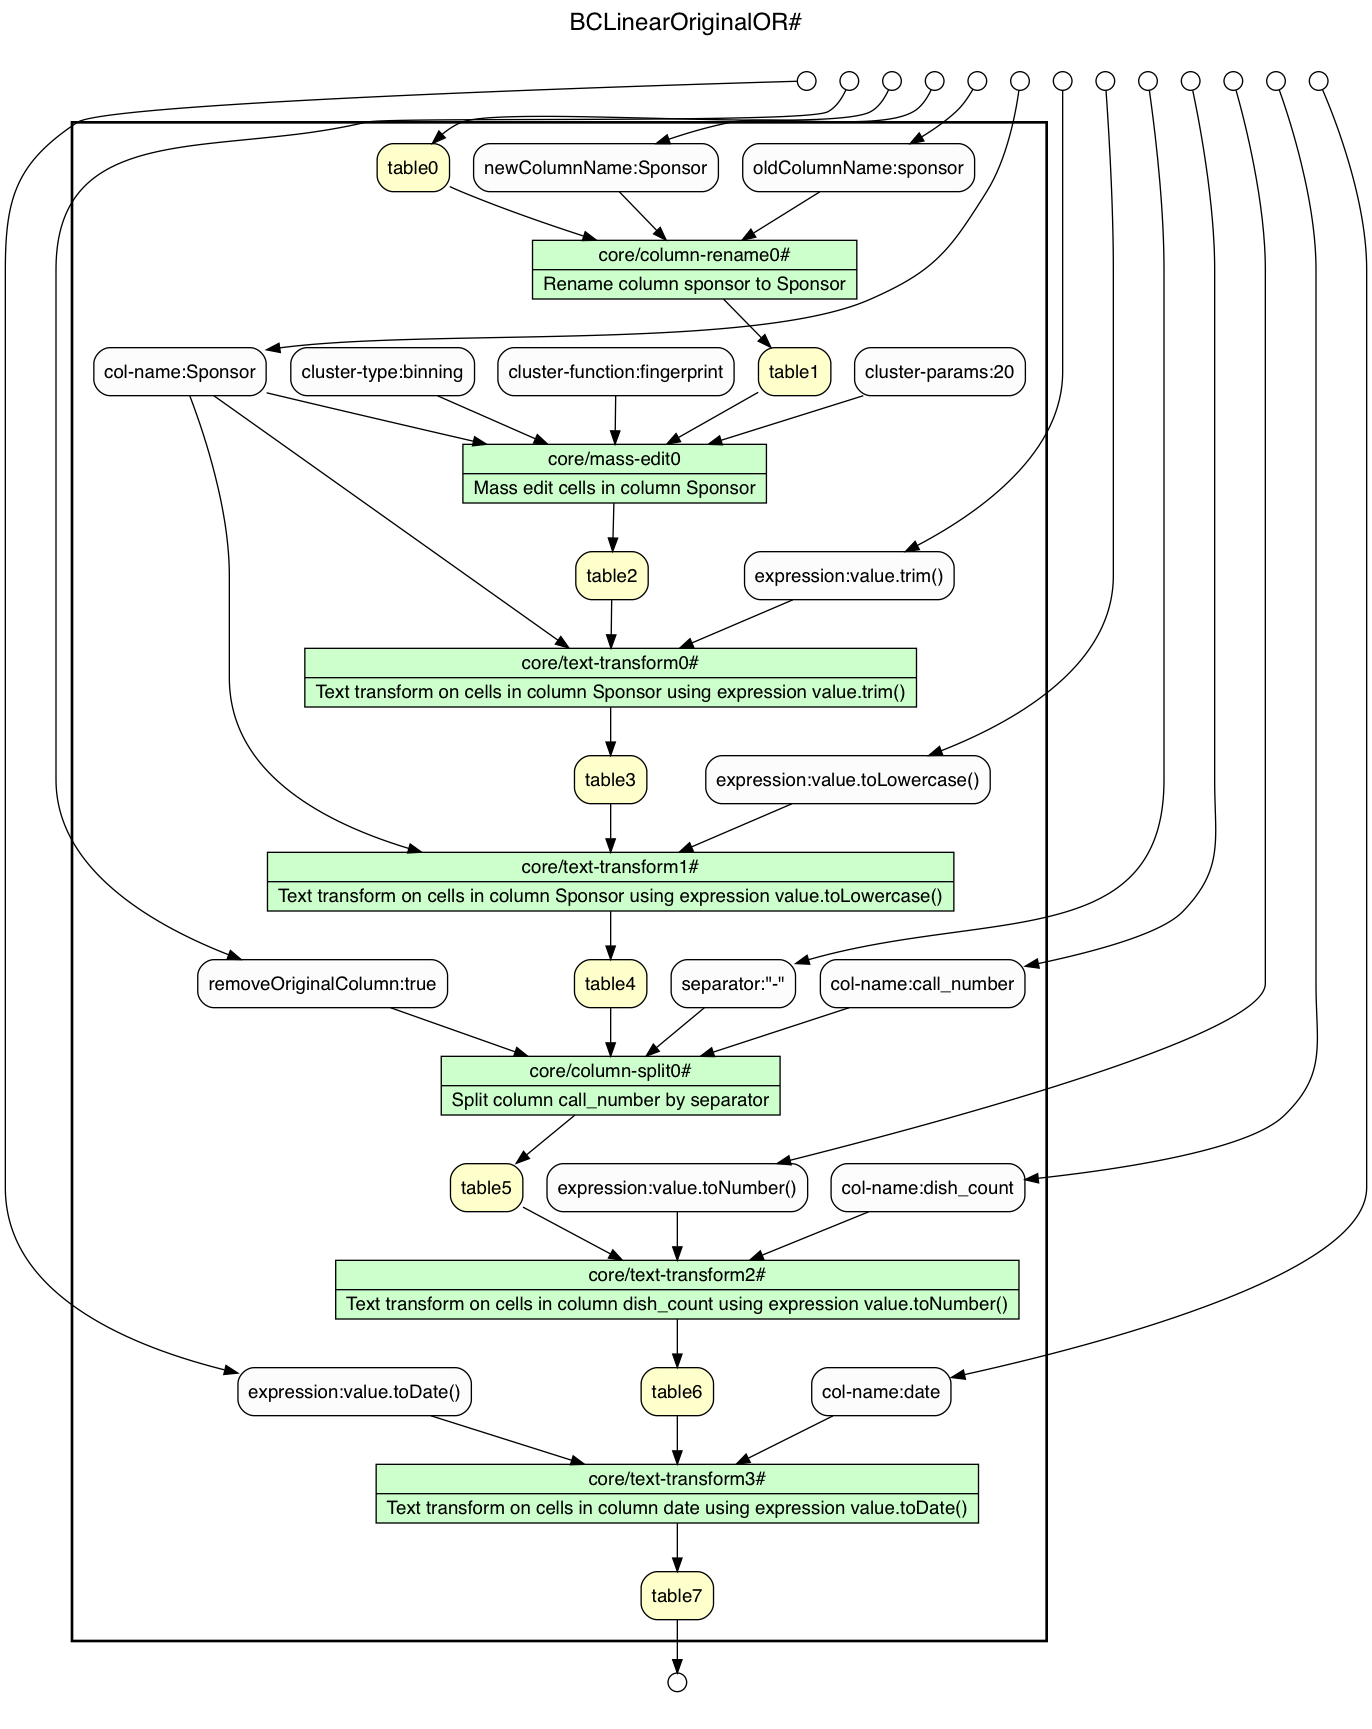 BCLinearOriginalOR#
table0
newColumnName:Sponsor
oldColumnName:sponsor
core/column-rename0#
Rename column sponsor to Sponsor
col-name:Sponsor
cluster-type:binning
cluster-function:fingerprint
table1
cluster-params:20
core/mass-edit0
Mass edit cells in column Sponsor
table2
expression:value.trim()
core/text-transform0#
Text transform on cells in column Sponsor using expression value.trim()
table3
expression:value.toLowercase()
core/text-transform1#
Text transform on cells in column Sponsor using expression value.toLowercase()
removeOriginalColumn:true
table4
separator:"-"
col-name:call_number
core/column-split0#
Split column call_number by separator
table5
expression:value.toNumber()
col-name:dish_count
core/text-transform2#
Text transform on cells in column dish_count using expression value.toNumber()
expression:value.toDate()
table6
col-name:date
core/text-transform3#
Text transform on cells in column date using expression value.toDate()
table7